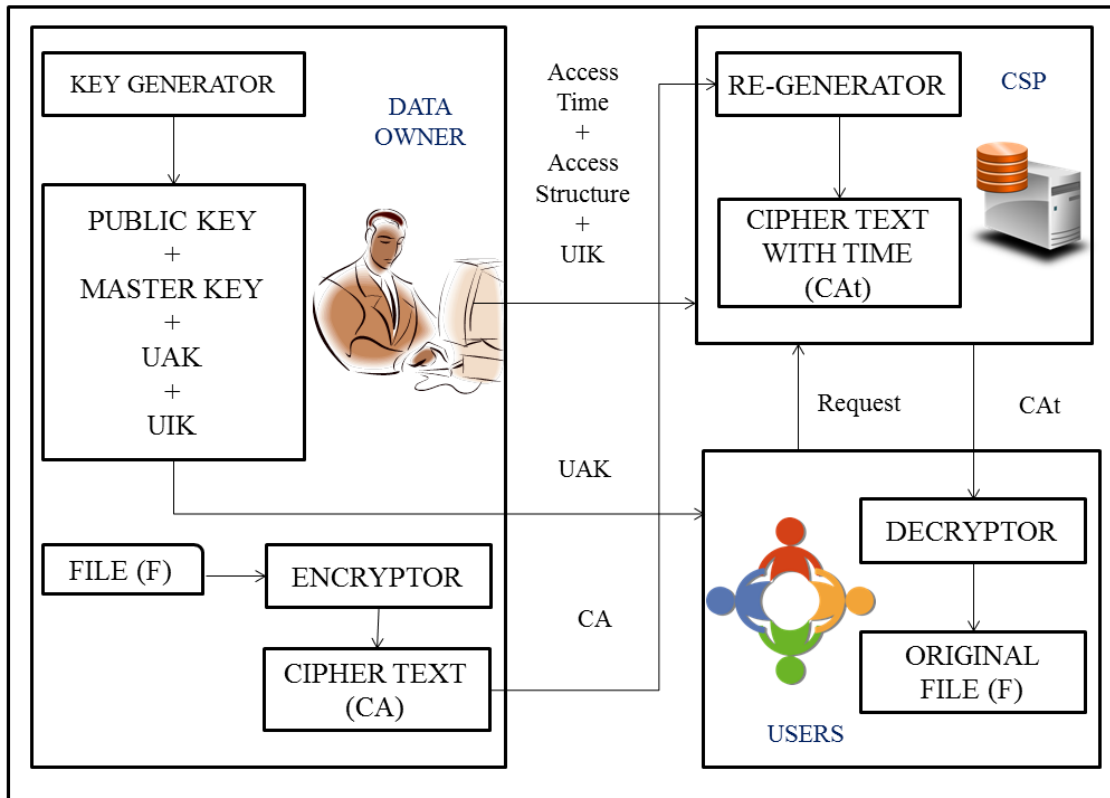 KEY GENERATOR
DATA
OWNER
PUBLIC KEY
+
MASTER KEY
+
UAK
+
UIK
FILE (F)
ENCRYPTOR
CIPHER TEXT
(CA)
Access
Time
+
Access
Structure
+
UIK
UAK
CA
RE-GENERATOR
CSP
CIPHER TEXT
WITH TIME
(CAt)
Request
CAt
DECRYPTOR
ORIGINAL
FILE (F)
USERS